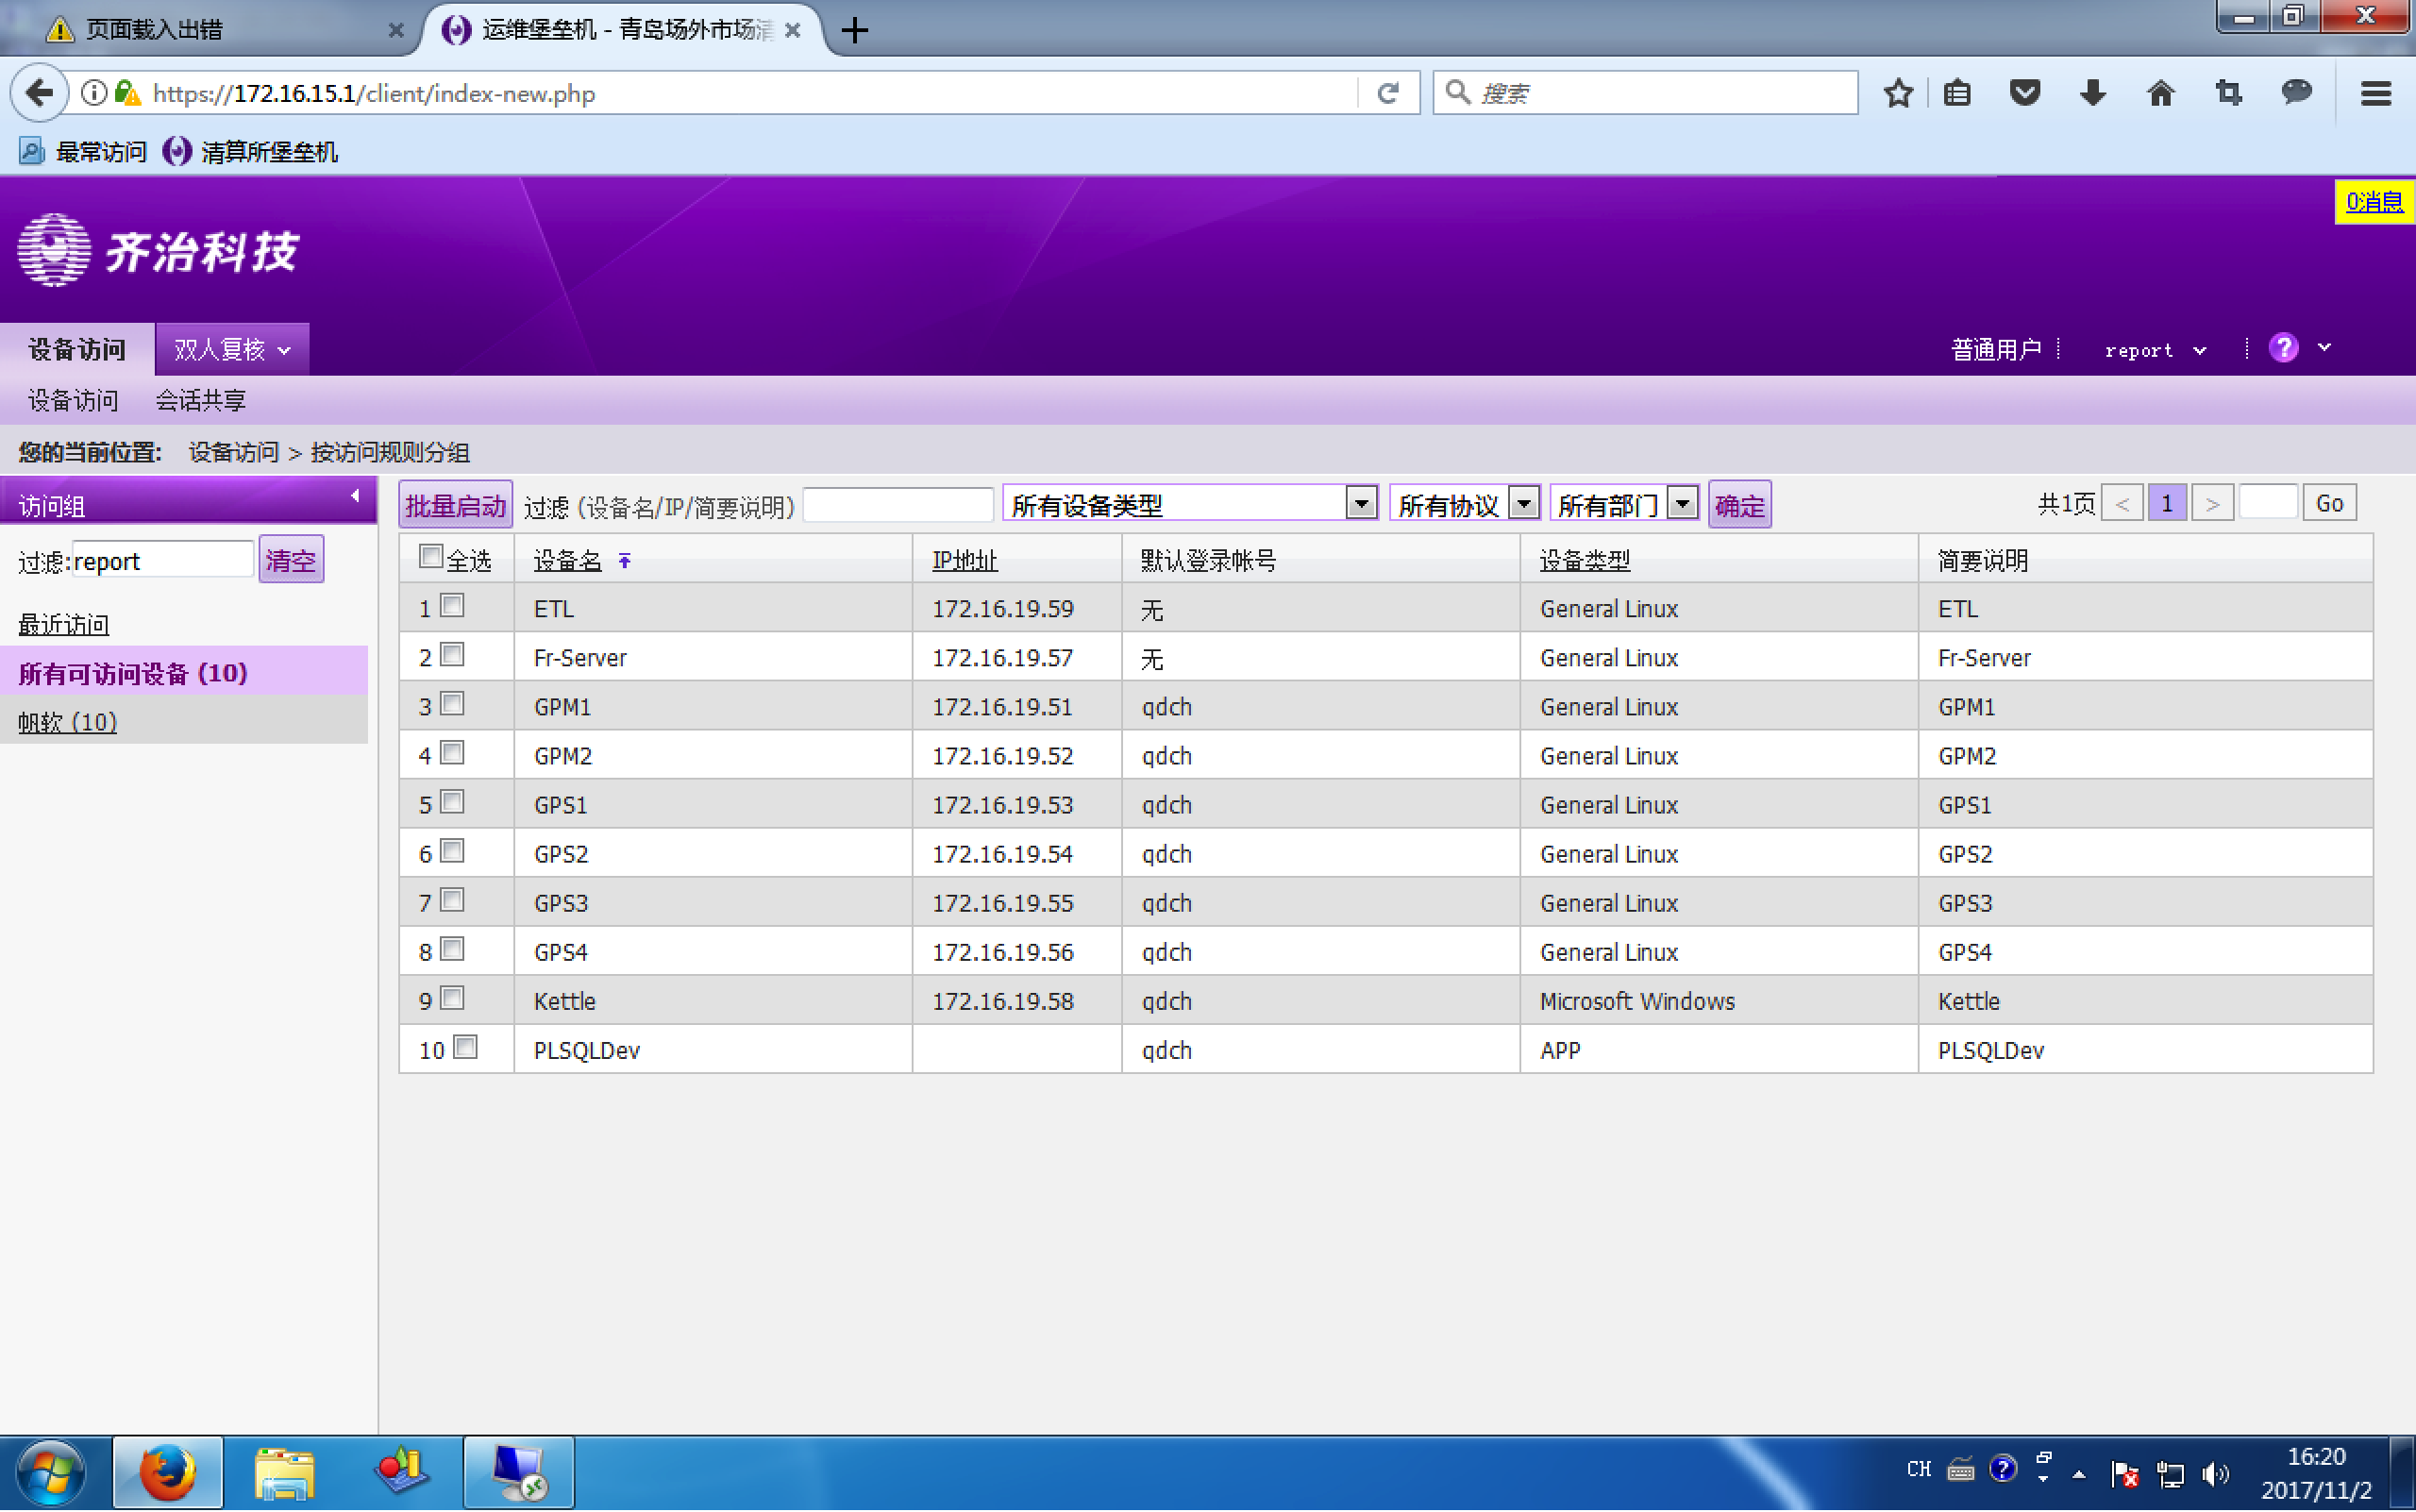 页面载入出错
运维堡垒机 - 青岛场外市场清
https://172.16.15.1/client/index-new.php
搜索
最常访问 清算所堡垒机
0消息
齐治科技
设备访问 双人复核 普通用户 report ?
设备访问 会话共享
您的当前位置: 设备访问 > 按访问规则分组
访问组
过滤:report 清空
最近访问
所有可访问设备 (10)
帆软 (10)
批量启动 过滤 (设备名/IP/简要说明) 所有设备类型 所有协议 所有部门 确定 共1页 < 1 > Go
全选 设备名 IP地址 默认登录帐号 设备类型 简要说明
1 ETL 172.16.19.59 无 General Linux ETL
2 Fr-Server 172.16.19.57 无 General Linux Fr-Server
3 GPM1 172.16.19.51 qdch General Linux GPM1
4 GPM2 172.16.19.52 qdch General Linux GPM2
5 GPS1 172.16.19.53 qdch General Linux GPS1
6 GPS2 172.16.19.54 qdch General Linux GPS2
7 GPS3 172.16.19.55 qdch General Linux GPS3
8 GPS4 172.16.19.56 qdch General Linux GPS4
9 Kettle 172.16.19.58 qdch Microsoft Windows Kettle
10 PLSQLDev qdch APP PLSQLDev
CH ? 16:20
2017/11/2